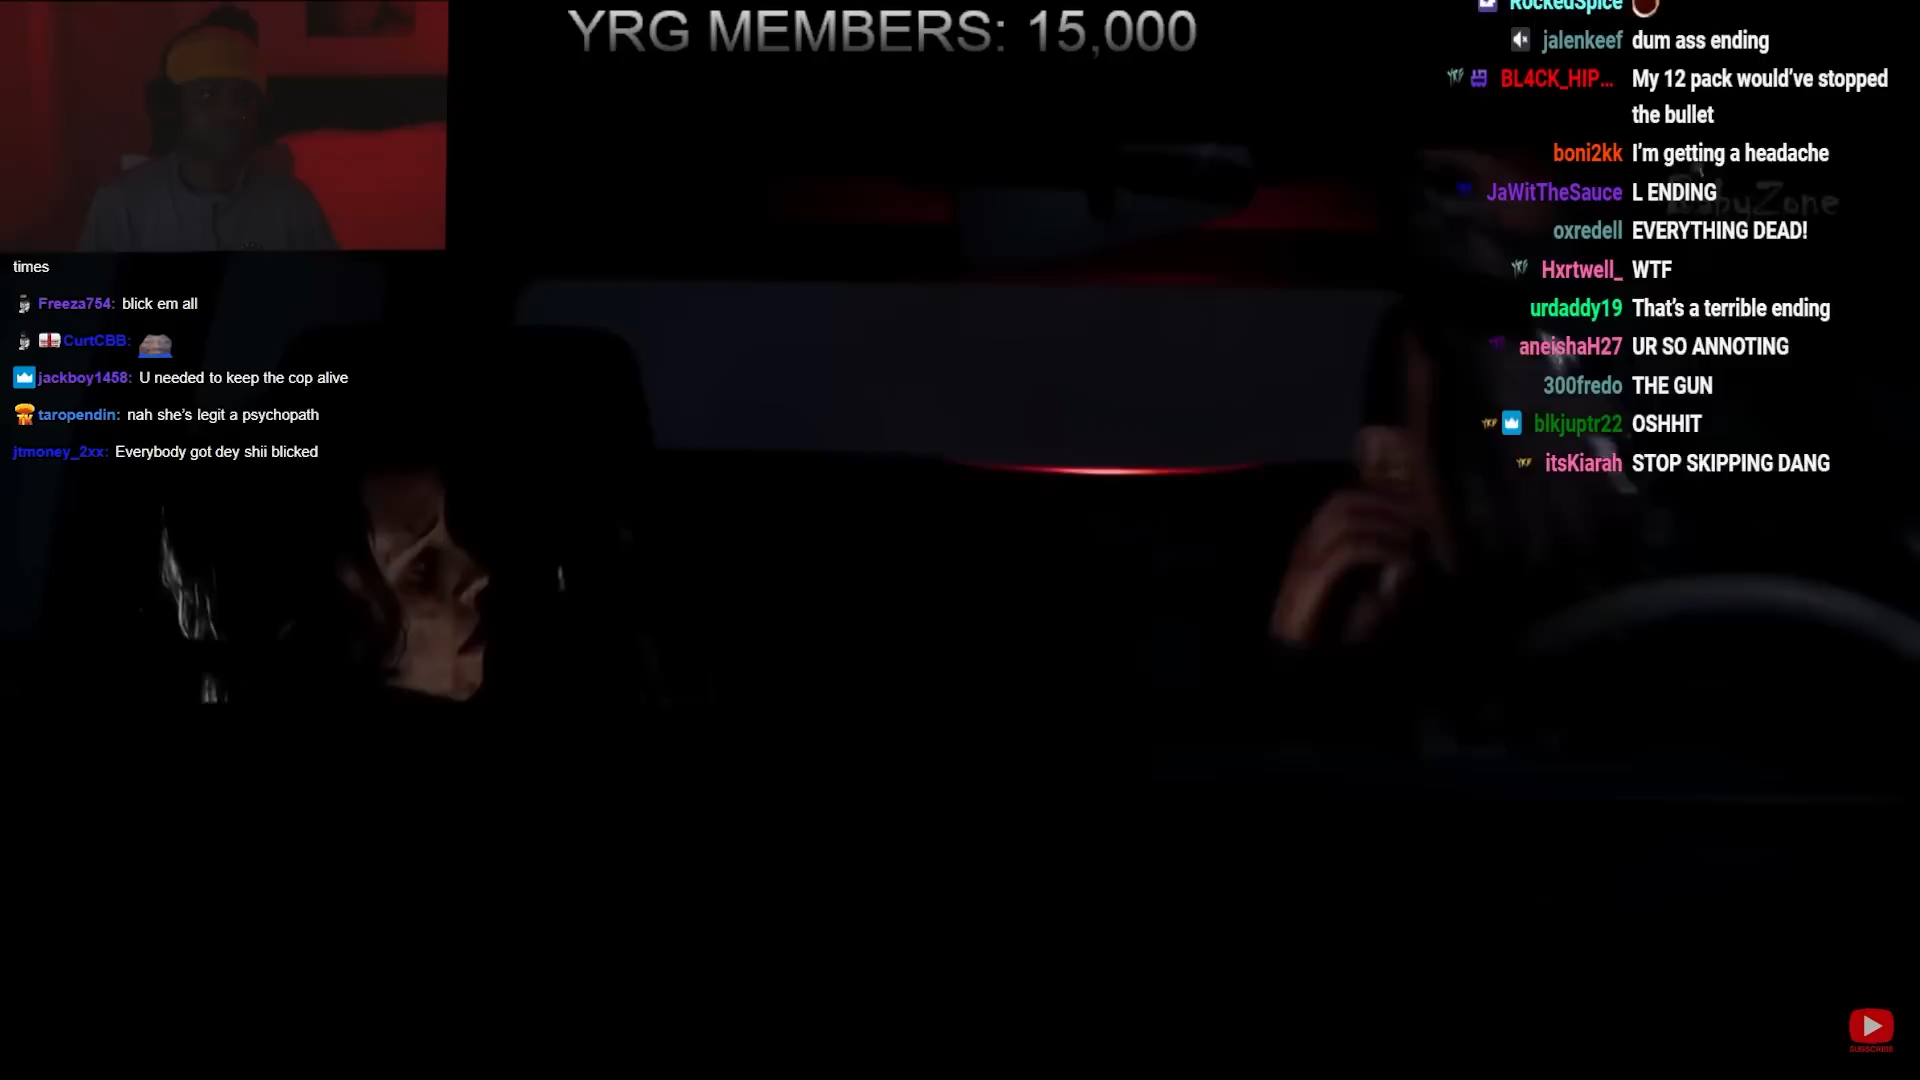 YRG MEMBERS: 15,000
times
Freeza754: blick em all
CurtCBB:
jackboy1458: U needed to keep the cop alive
taropendin: nah she's legit a psychopath
jtmoney_2xx: Everybody got dey shii blicked
RockedSpice
jalenkeef dum ass ending
BL4CK_HIP... My 12 pack would've stopped
the bullet
boni2kk I'm getting a headache
JaWitTheSauce L ENDING
oxredell EVERYTHING DEAD!
Hxrtwell_ WTF
urdaddy19 That's a terrible ending
aneishaH27 UR SO ANNOTING
300fredo THE GUN
blkjuptr22 OSHHIT
itsKiarah STOP SKIPPING DANG
SUBSCRIBE